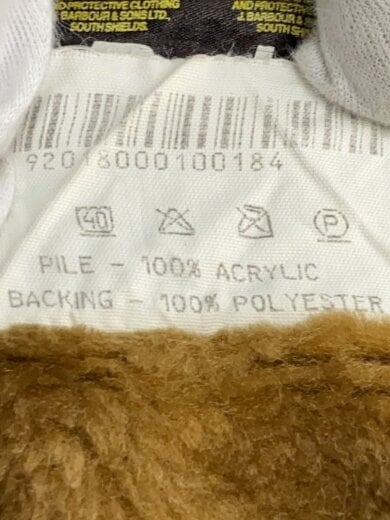 AND PROTECTIVE CLOTHING
BARBOUR & SONS LTD.,
SOUTH SHIELDS.
AND PROTECTIVE
J. BARBOUR & SONS
SOUTH SHIE
92018000100184
40
P
PILE - 100% ACRYLIC
BACKING - 100% POLYESTER